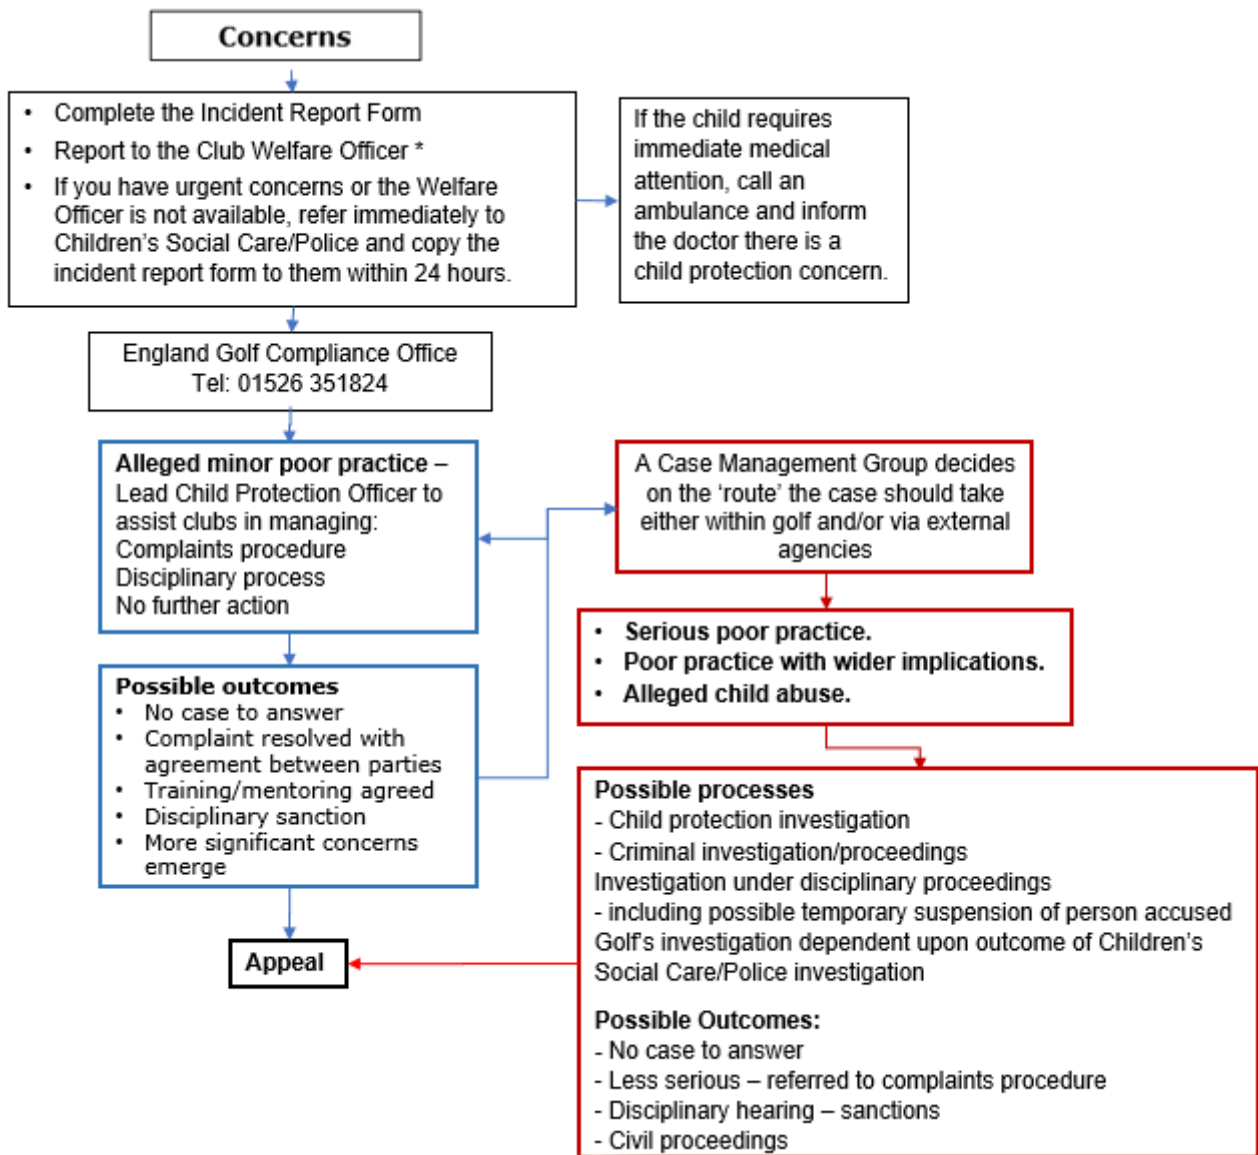 Concerns
• Complete the Incident Report Form
• Report to the Club Welfare Officer *
• If you have urgent concerns or the Welfare
Officer is not available, refer immediately to
Children's Social Care/Police and copy the
incident report form to them within 24 hours.
If the child requires
immediate medical
attention, call an
ambulance and inform
the doctor there is a
child protection concern.
England Golf Compliance Office
Tel: 01526 351824
Alleged minor poor practice –
Lead Child Protection Officer to
assist clubs in managing:
Complaints procedure
Disciplinary process
No further action
A Case Management Group decides
on the 'route' the case should take
either within golf and/or via external
agencies
• Serious poor practice.
• Poor practice with wider implications.
• Alleged child abuse.
Possible outcomes
• No case to answer
• Complaint resolved with
agreement between parties
• Training/mentoring agreed
• Disciplinary sanction
• More significant concerns
emerge
Possible processes
- Child protection investigation
- Criminal investigation/proceedings
Investigation under disciplinary proceedings
- including possible temporary suspension of person accused
Golf's investigation dependent upon outcome of Children's
Social Care/Police investigation
Possible Outcomes:
- No case to answer
- Less serious – referred to complaints procedure
- Disciplinary hearing – sanctions
- Civil proceedings
Appeal